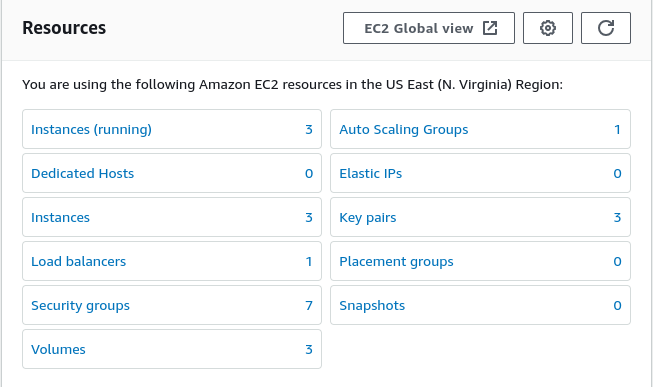 Resources
EC2 Global view
You are using the following Amazon EC2 resources in the US East (N. Virginia) Region:
Instances (running) 3
Auto Scaling Groups 1
Dedicated Hosts 0
Elastic IPs 0
Instances 3
Key pairs 3
Load balancers 1
Placement groups 0
Security groups 7
Snapshots 0
Volumes 3